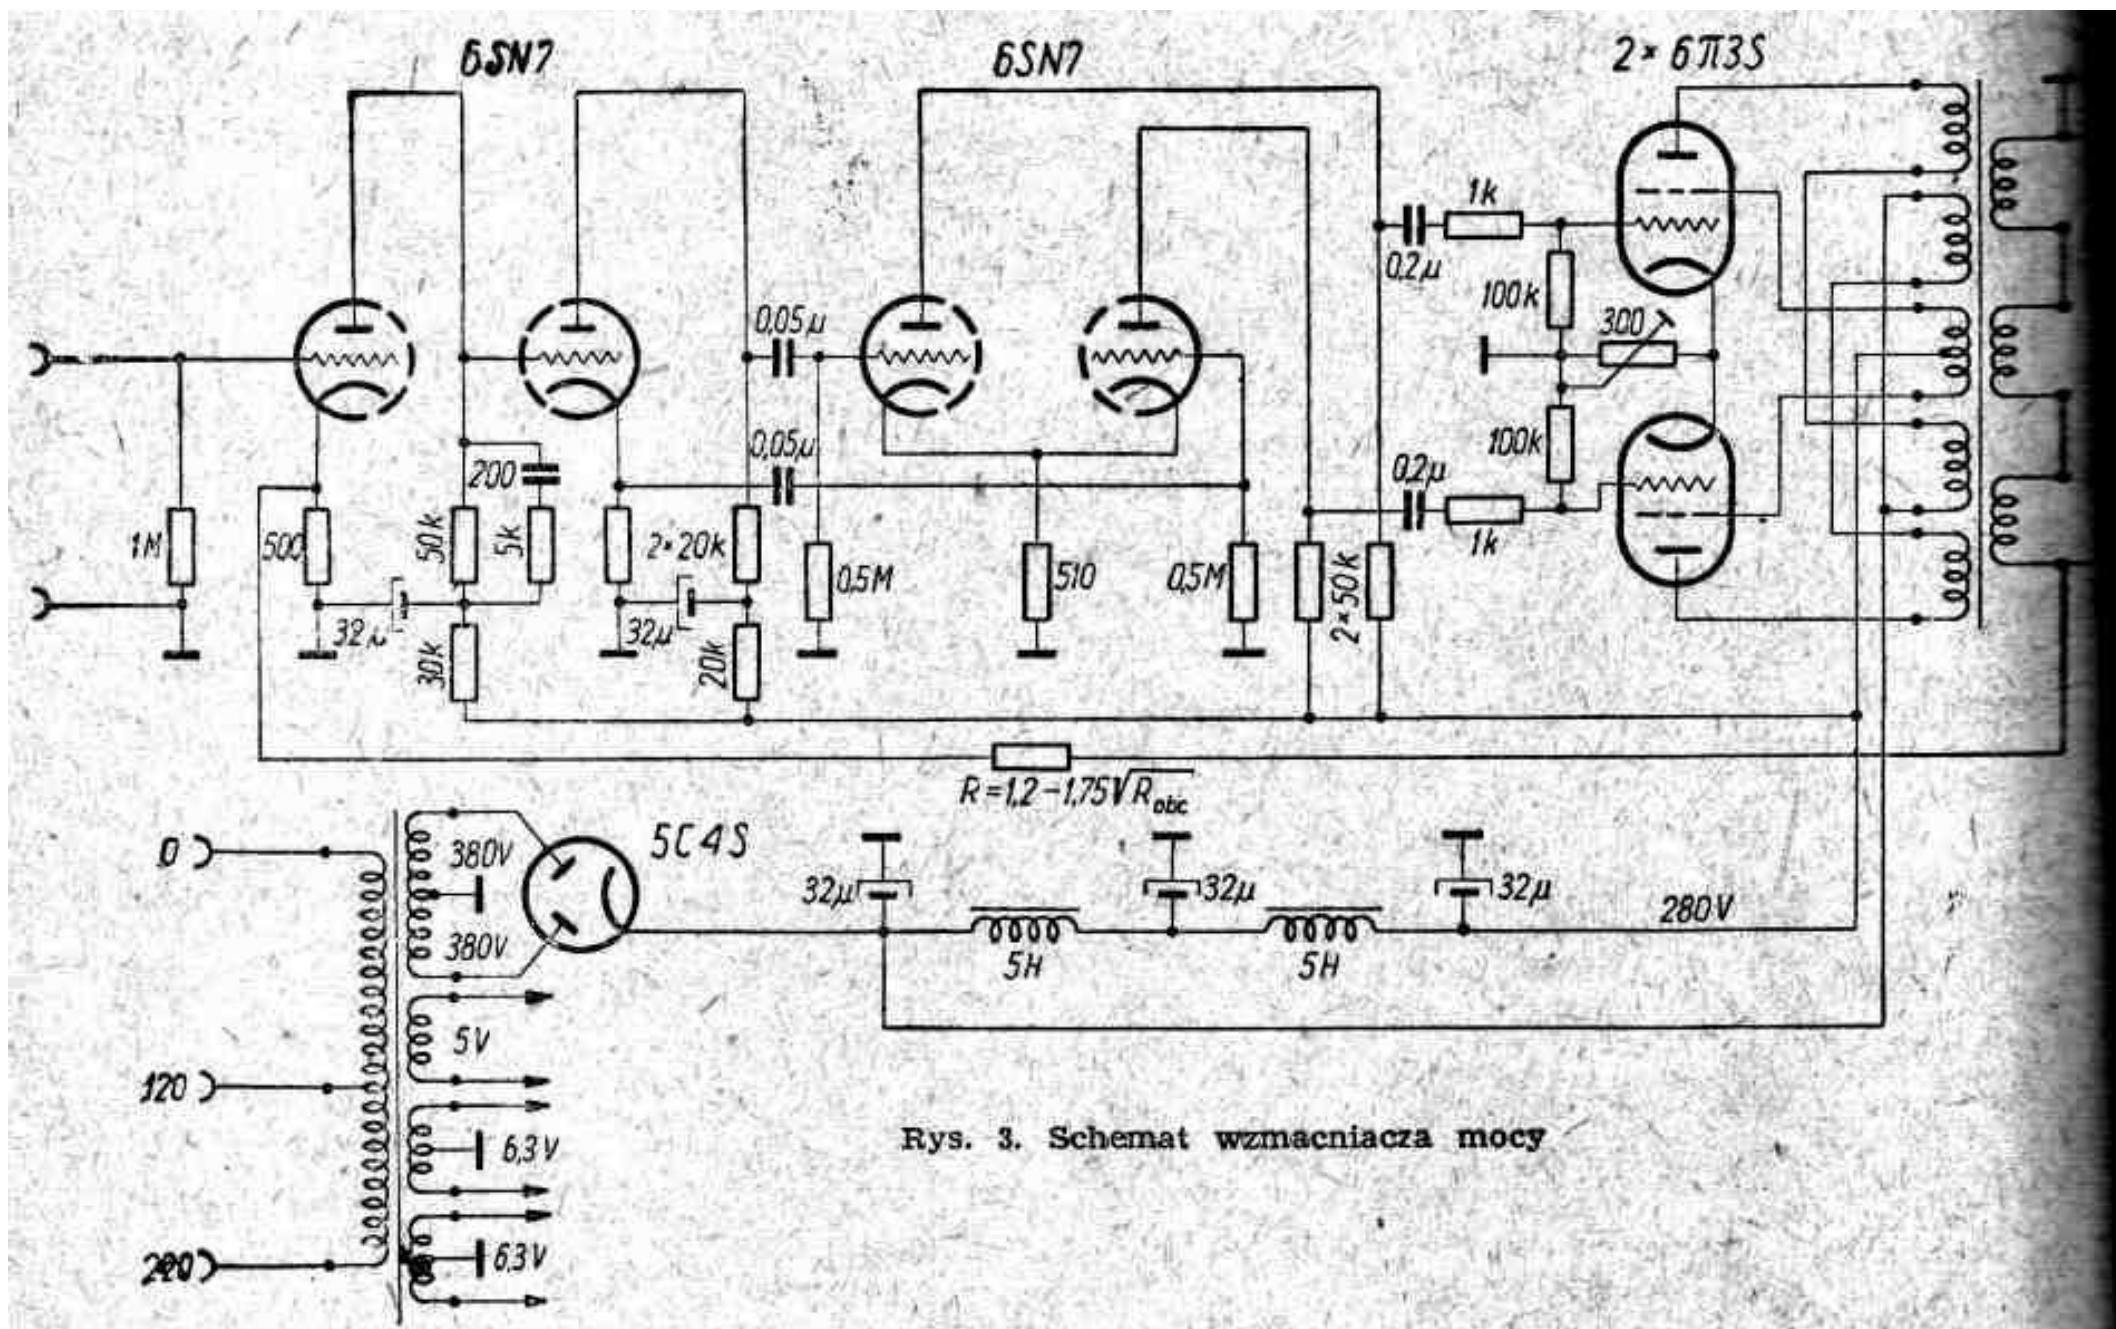 6SN7
6SN7
2×6П3S
1k
0,2μ
100k
300
0,05μ
0,05μ
100k
0,2μ
1k
200
1M
500
50k
5k
2×20k
0,5M
510
0,5M
2×50k
32μ
30k
32μ
20k
R=1,2–1,75√Robc
0
380V
5C4S
32μ
32μ
32μ
280V
380V
5H
5H
5V
120
6,3V
Rys. 3. Schemat wzmacniacza mocy
220
6,3V